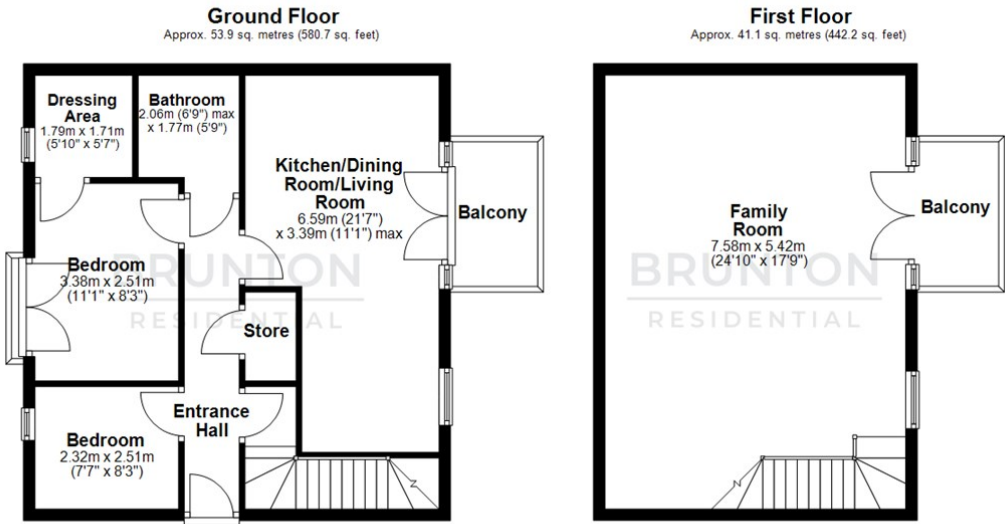 Ground Floor
Approx. 53.9 sq. metres (580.7 sq. feet)
Dressing
Area
1.79m x 1.71m
(5'10" x 5'7")
Bathroom
2.06m (6'9") max
x 1.77m (5'9")
Kitchen/Dining
Room/Living
Room
6.59m (21'7")
x 3.39m (11'1") max
Balcony
Bedroom
3.38m x 2.51m
(11'1" x 8'3")
BRUNTON
RESIDENTIAL
Store
Entrance
Hall
Bedroom
2.32m x 2.51m
(7'7" x 8'3")
First Floor
Approx. 41.1 sq. metres (442.2 sq. feet)
Family
Room
7.58m x 5.42m
(24'10" x 17'9")
Balcony
BRUNTON
RESIDENTIAL